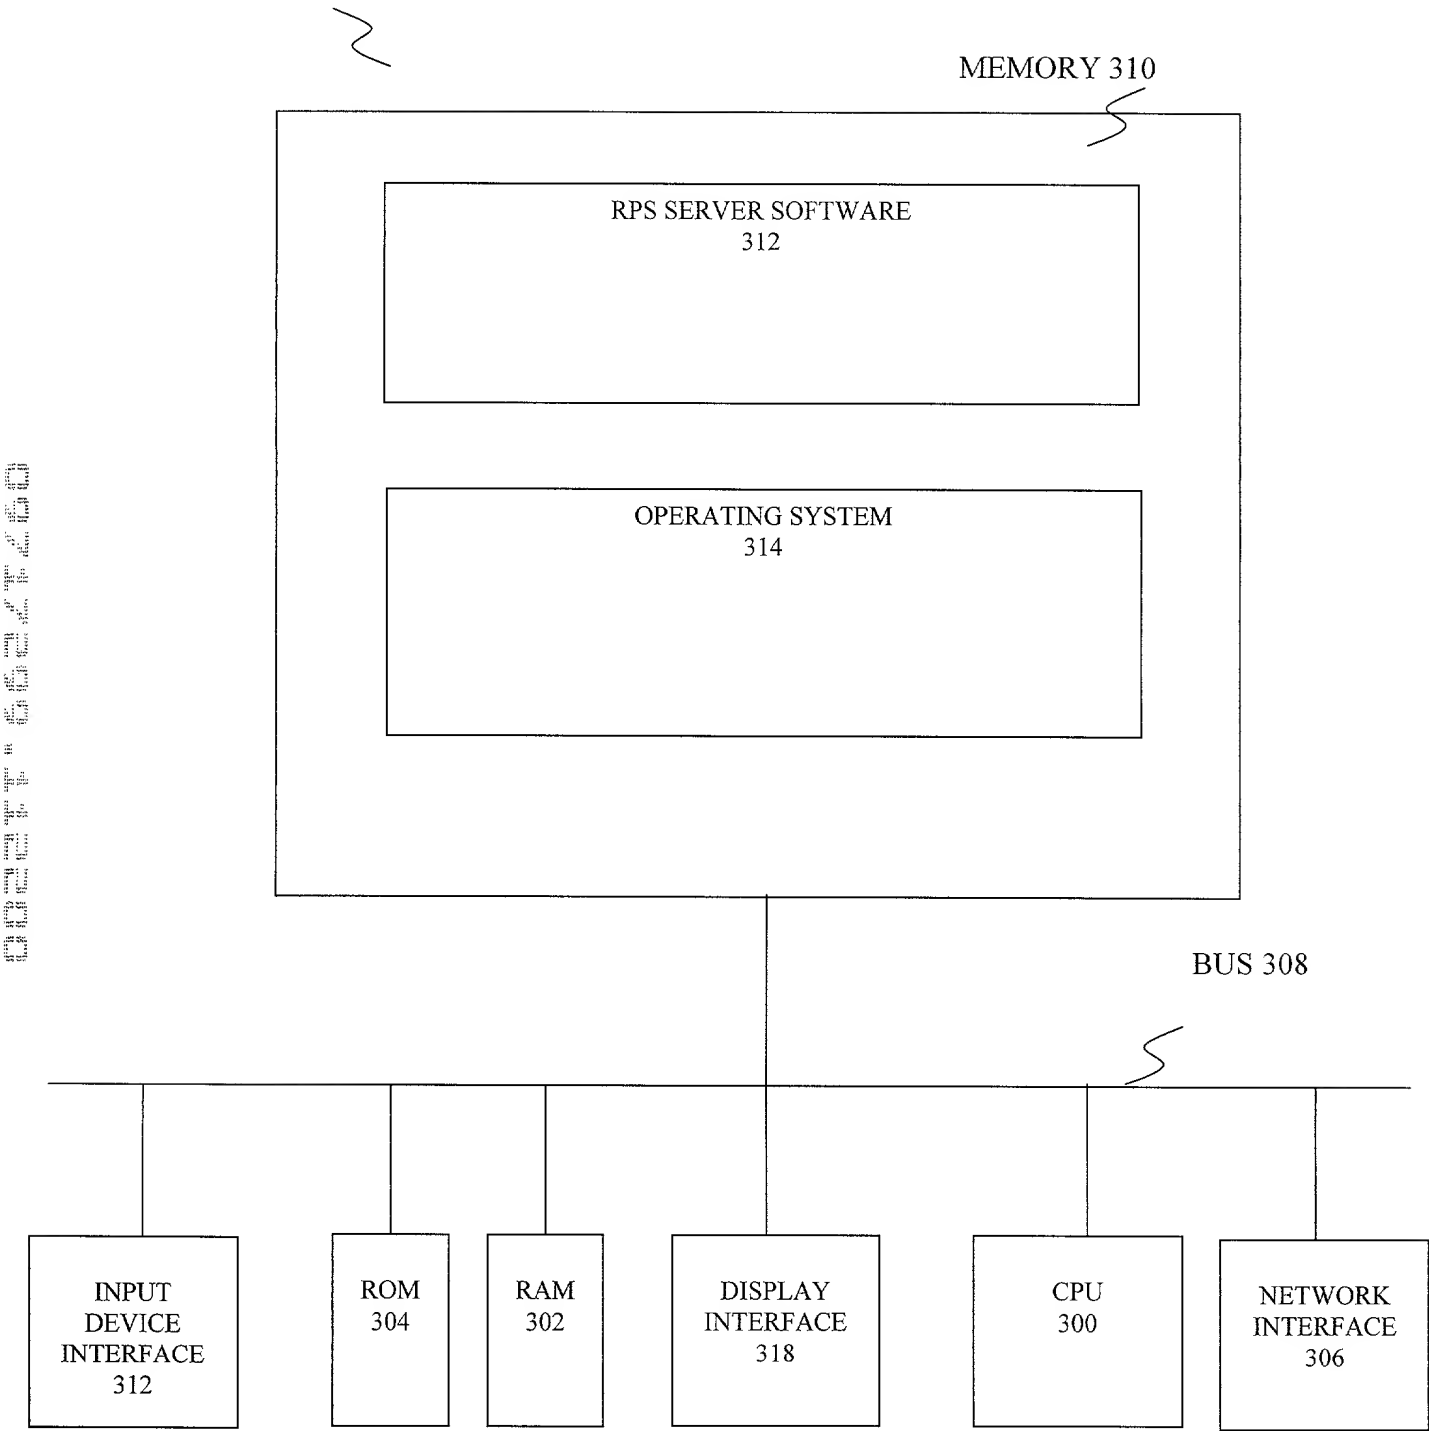 MEMORY 310
RPS SERVER SOFTWARE
312
OPERATING SYSTEM
314
BUS 308
INPUT
DEVICE
INTERFACE
312
ROM
304
RAM
302
DISPLAY
INTERFACE
318
CPU
300
NETWORK
INTERFACE
306